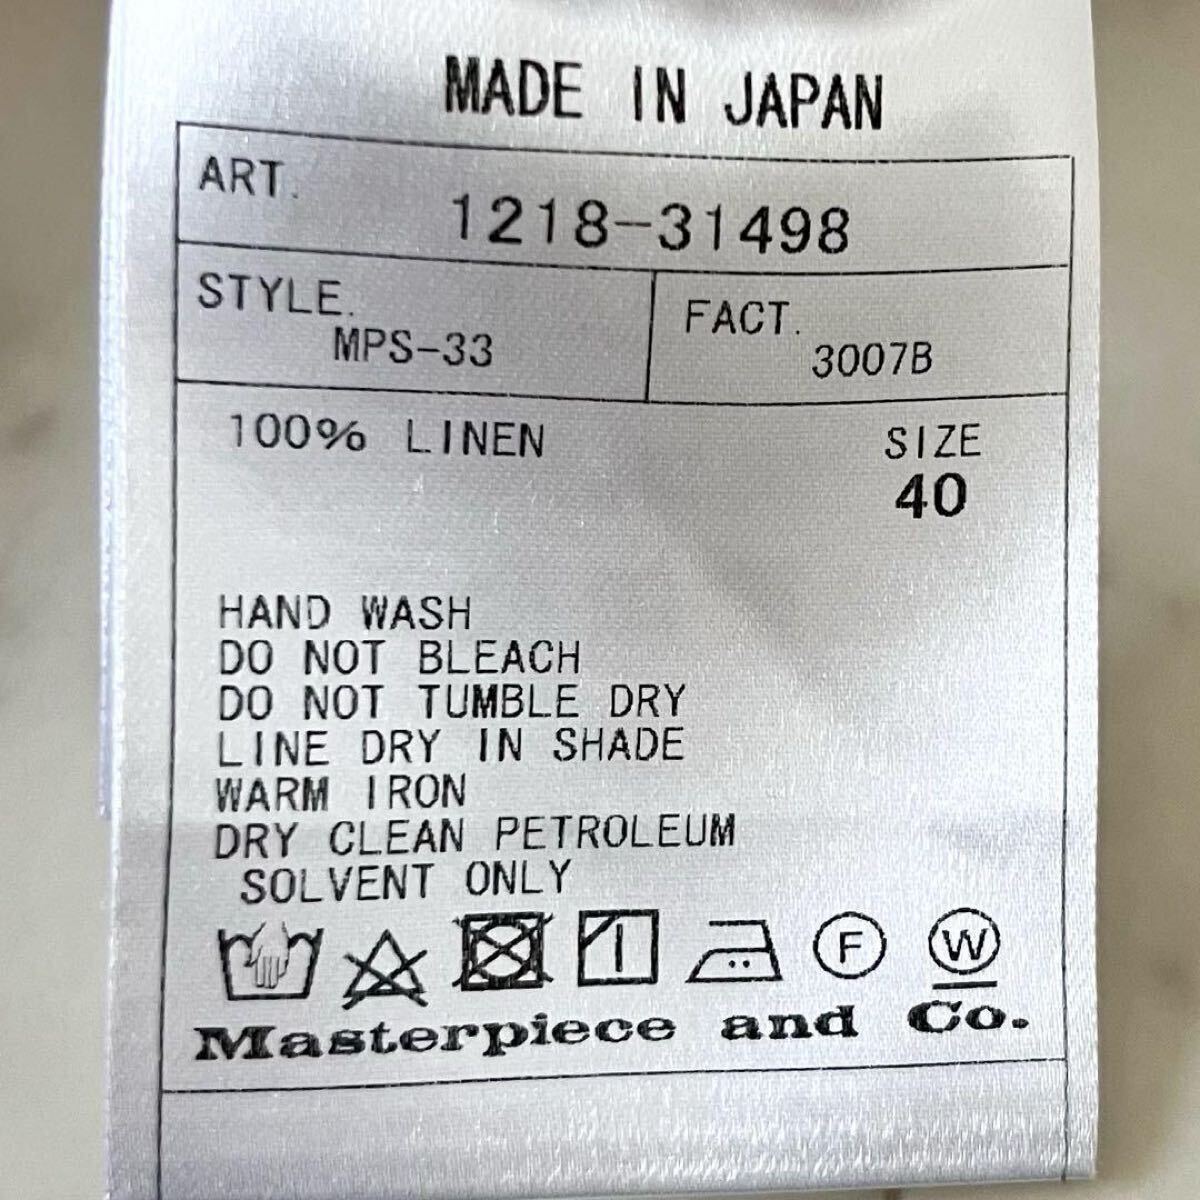 MADE IN JAPAN
ART.
1218-31498
STYLE.
MPS-33
FACT.
3007B
100% LINEN
SIZE
40
HAND WASH
DO NOT BLEACH
DO NOT TUMBLE DRY
LINE DRY IN SHADE
WARM IRON
DRY CLEAN PETROLEUM
SOLVENT ONLY
F W
Masterpiece and Co.